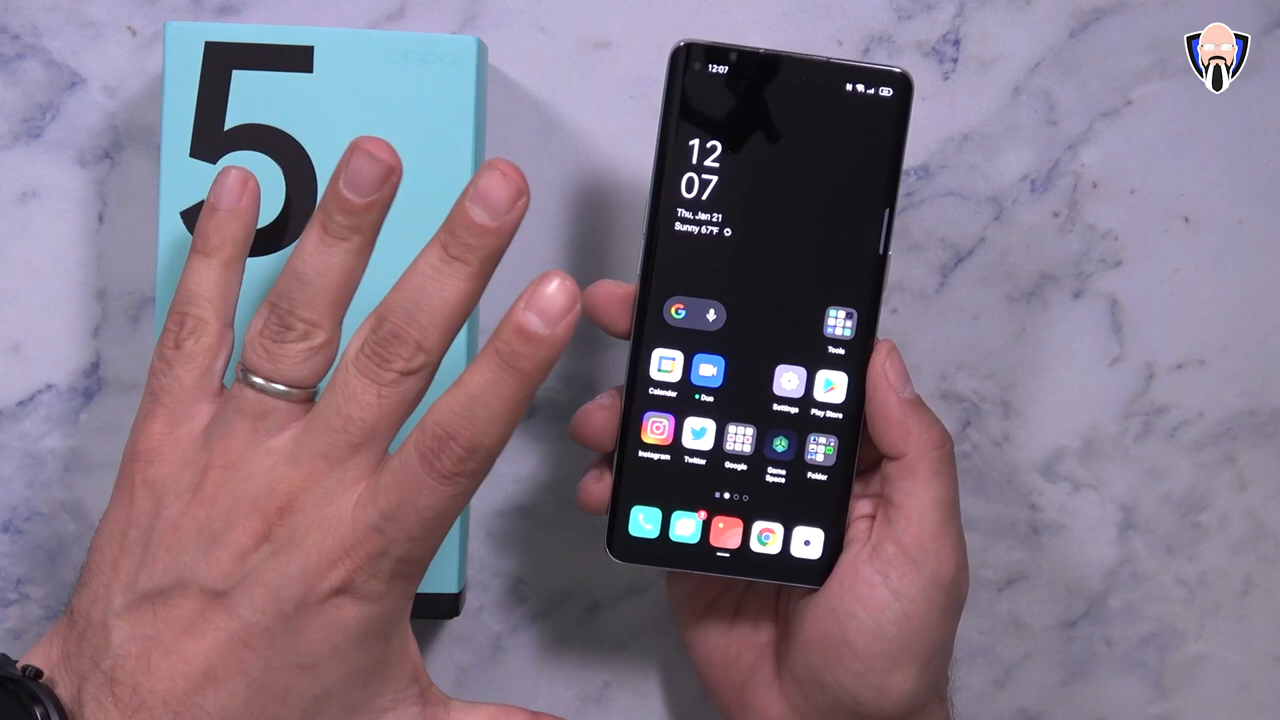 5
oppo
12:07
12
07
Thu, Jan 21
Sunny 67°F
Tools
Calendar
Duo
Settings
Play Store
Instagram
Twitter
Google
Game
Space
Folder